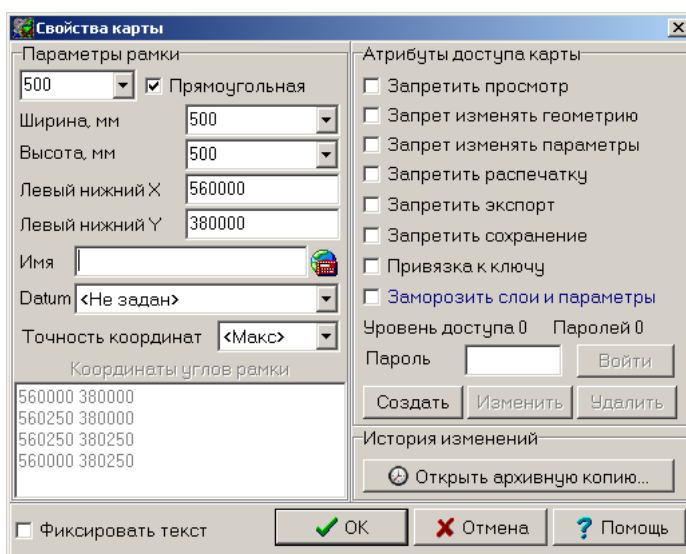 Свойства карты
Параметры рамки
500
Прямоугольная
Ширина, мм 500
Высота, мм 500
Левый нижний X 560000
Левый нижний Y 380000
Имя
Datum <Не задан>
Точность координат <Макс>
Координаты углов рамки
560000 380000
560250 380000
560250 380250
560000 380250
Атрибуты доступа карты
Запретить просмотр
Запрет изменять геометрию
Запрет изменять параметры
Запретить распечатку
Запретить экспорт
Запретить сохранение
Привязка к ключу
Заморозить слои и параметры
Уровень доступа 0 Паролей 0
Пароль Войти
Создать Изменить Удалить
История изменений
Открыть архивную копию...
Фиксировать текст OK Отмена Помощь